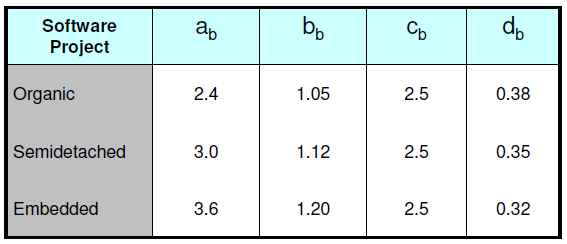 Software Project ab bb cb db
Organic 2.4 1.05 2.5 0.38
Semidetached 3.0 1.12 2.5 0.35
Embedded 3.6 1.20 2.5 0.32